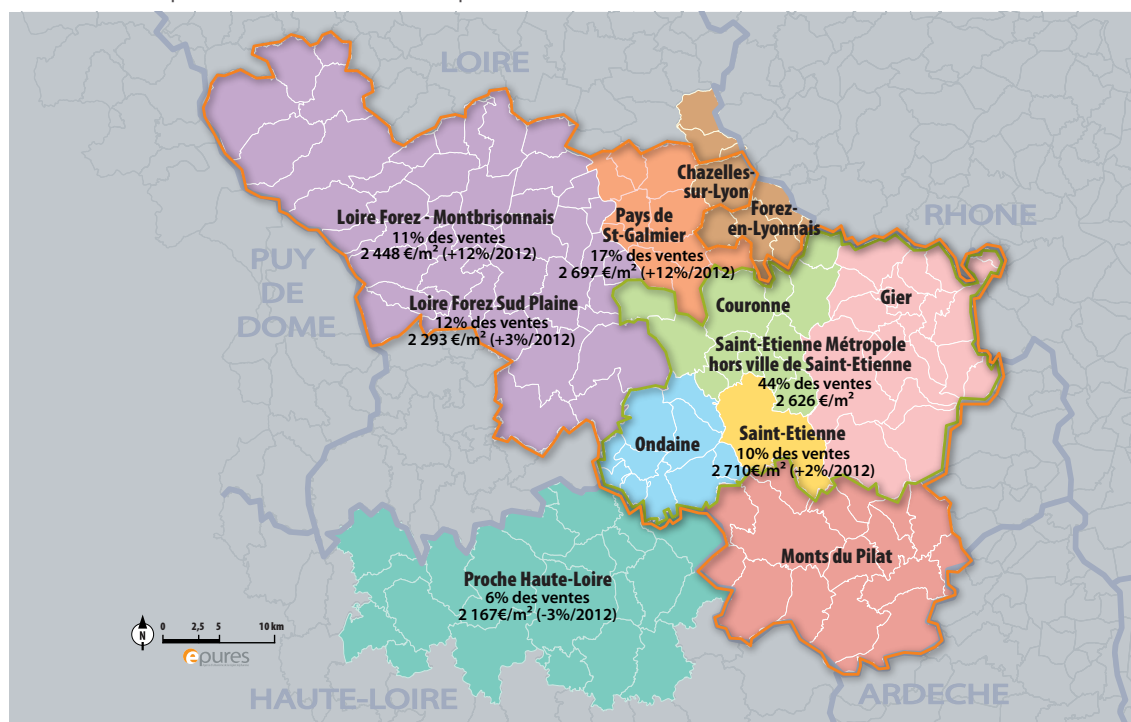 LOIRE
Chazelles-
sur-Lyon
Loire Forez - Montbrisonnais
11% des ventes
2 448 €/m² (+12%/2012)
Pays de
St-Galmier
17% des ventes
2 697 €/m² (+12%/2012)
Forez-
en-Lyonnais
RHONE
PUY
DE
DOME
Loire Forez Sud Plaine
12% des ventes
2 293 €/m² (+3%/2012)
Couronne
Gier
Saint-Etienne Métropole
hors ville de Saint-Etienne
44% des ventes
2 626 €/m²
Ondaine
Saint-Etienne
10% des ventes
2 710€/m² (+2%/2012)
Monts du Pilat
Proche Haute-Loire
6% des ventes
2 167€/m² (-3%/2012)
N
0 2,5 5 10 km
epures
HAUTE-LOIRE
ARDECHE